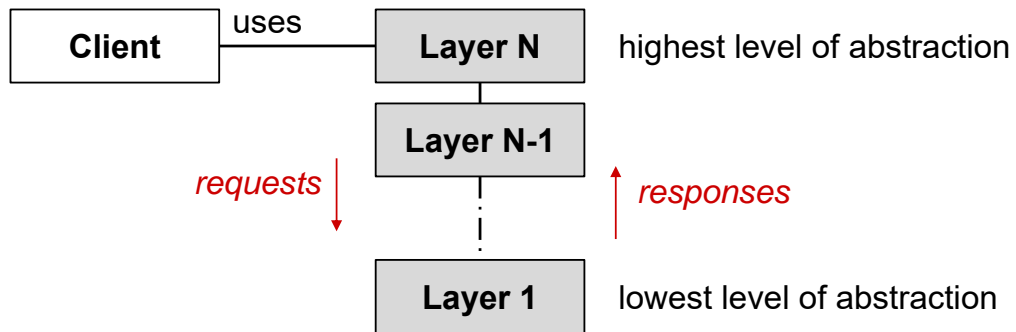 Client
uses
Layer N
highest level of abstraction
Layer N-1
requests
responses
Layer 1
lowest level of abstraction